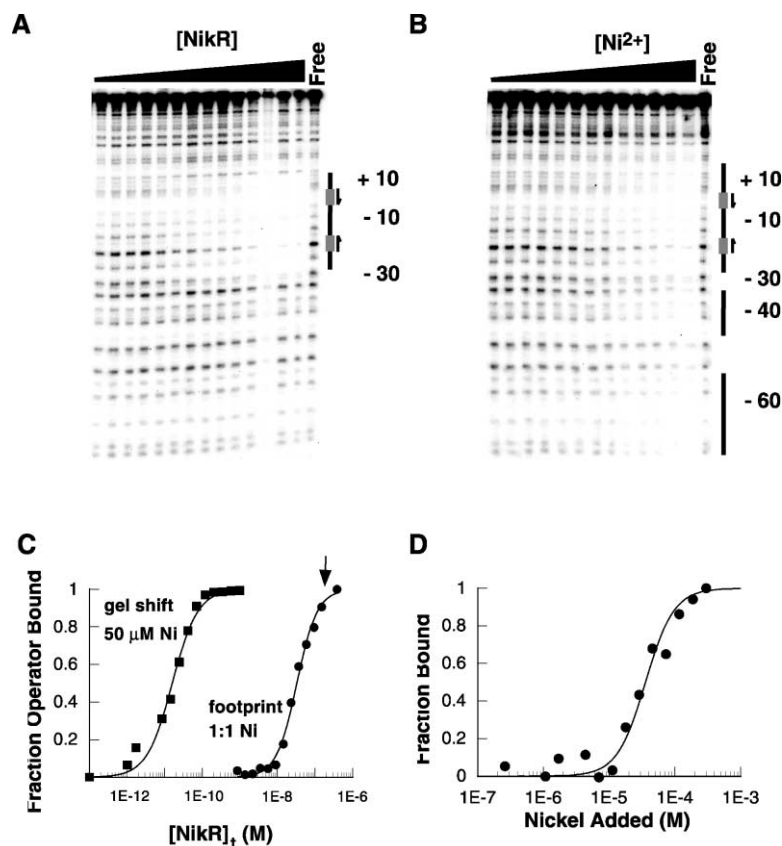 A
[NikR]
Free
+ 10
- 10
- 30
B
[Ni2+]
Free
+ 10
- 10
- 30
- 40
- 60
C
Fraction Operator Bound
1
0.8
0.6
0.4
0.2
gel shift
50 μM Ni
footprint
1:1 Ni
1E-12
1E-10
1E-8
1E-6
[NikR]t (M)
D
Fraction Bound
1
0.8
0.6
0.4
0.2
0
1E-7
1E-6
1E-5
1E-4
1E-3
Nickel Added (M)